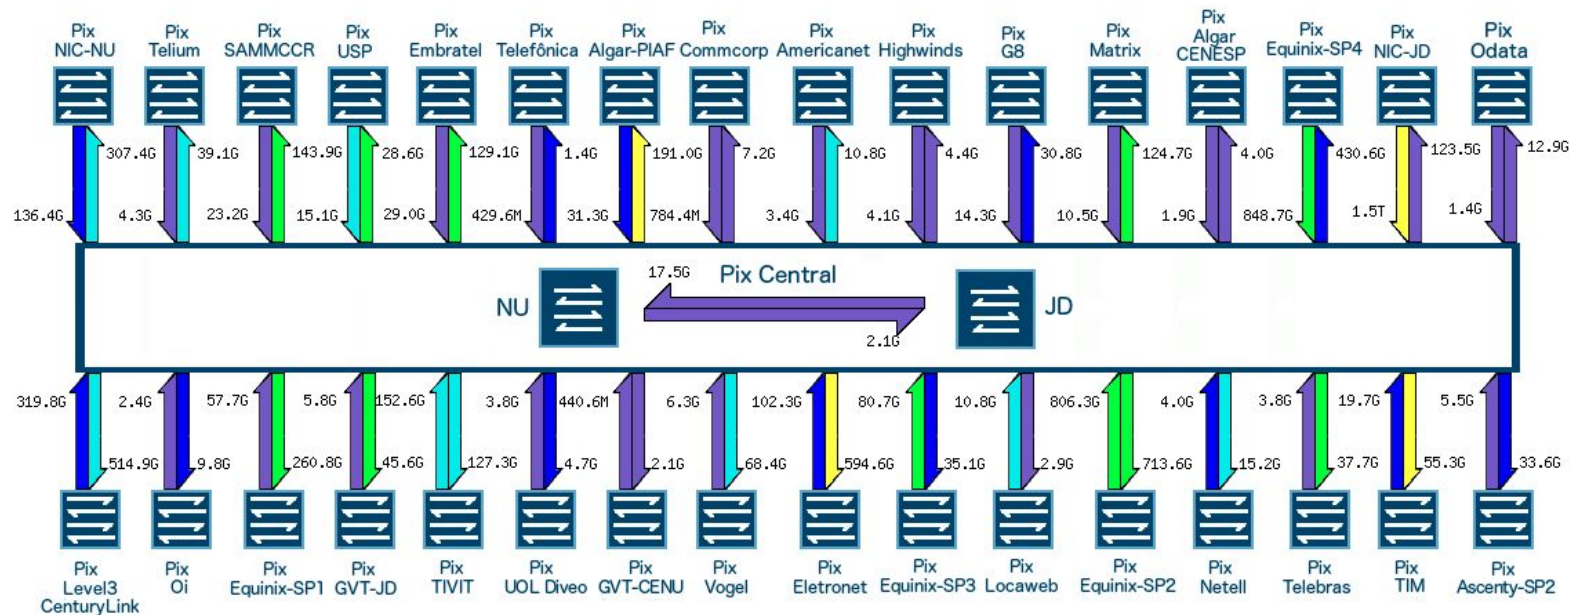 Pix
NIC-NU
Pix
Telium
Pix
SAMMCCR
Pix
USP
Pix
Embratel
Pix
Telefônica
Pix
Algar-PIAF
Pix
Commcorp
Pix
Americanet
Pix
Highwinds
Pix
G8
Pix
Matrix
Pix
Algar
CENESP
Pix
Equinix-SP4
Pix
NIC-JD
Pix
Odata
307.4G
39.1G
143.9G
28.6G
129.1G
1.4G
191.0G
7.2G
10.8G
4.4G
30.8G
124.7G
4.0G
430.6G
123.5G
12.9G
136.4G
4.3G
23.2G
15.1G
29.0G
429.6M
31.3G
784.4M
3.4G
4.1G
14.3G
10.5G
1.9G
848.7G
1.5T
1.4G
17.5G
Pix Central
NU
JD
2.1G
319.8G
2.4G
57.7G
5.8G
152.6G
3.8G
440.6M
6.3G
102.3G
80.7G
10.8G
806.3G
4.0G
3.8G
19.7G
5.5G
514.9G
9.8G
260.8G
45.6G
127.3G
4.7G
2.1G
68.4G
594.6G
35.1G
2.9G
713.6G
15.2G
37.7G
55.3G
33.6G
Pix
Level3
CenturyLink
Pix
Oi
Pix
Equinix-SP1
Pix
GVT-JD
Pix
TIVIT
Pix
UOL Diveo
Pix
GVT-CENU
Pix
Vogel
Pix
Eletronet
Pix
Equinix-SP3
Pix
Locaweb
Pix
Equinix-SP2
Pix
Netell
Pix
Telebras
Pix
TIM
Pix
Ascenty-SP2